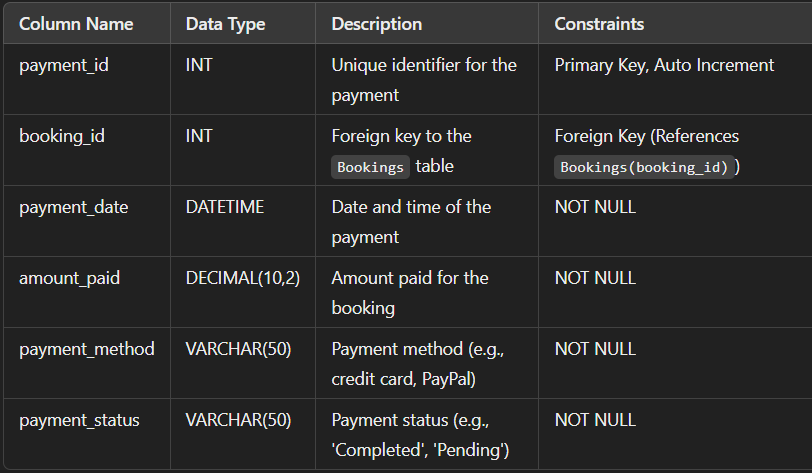 Column Name Data Type Description Constraints
payment_id INT Unique identifier for the Primary Key, Auto Increment
payment
booking_id INT Foreign key to the Foreign Key (References
Bookings table Bookings(booking_id))
payment_date DATETIME Date and time of the NOT NULL
payment
amount_paid DECIMAL(10,2) Amount paid for the NOT NULL
booking
payment_method VARCHAR(50) Payment method (e.g., NOT NULL
credit card, PayPal)
payment_status VARCHAR(50) Payment status (e.g., NOT NULL
'Completed', 'Pending')